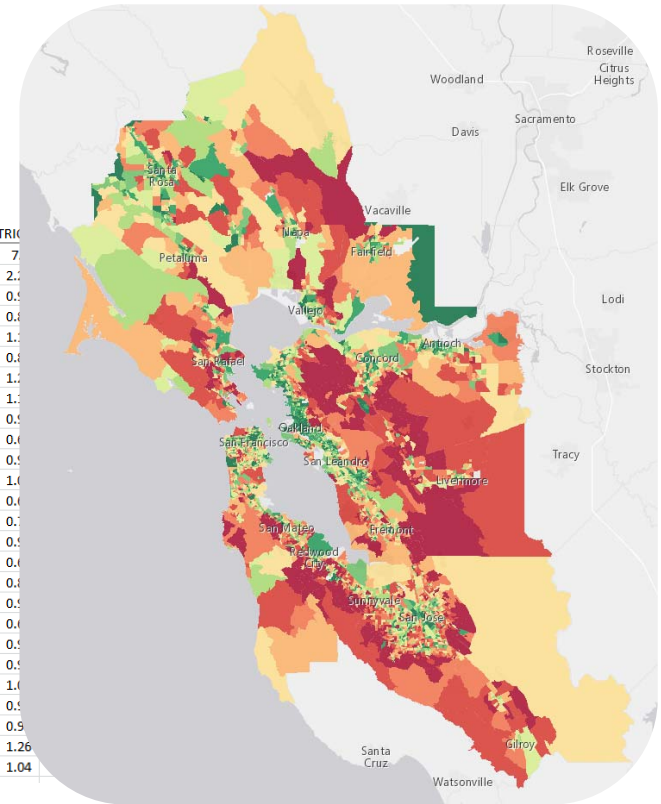 Roseville
Citrus
Heights
Woodland
Sacramento
Davis
Santa
Rosa
Elk Grove
Vacaville
Napa
Fairfield
Petaluma
Lodi
Vallejo
Antioch
Concord
San Rafael
Stockton
Oakland
San Francisco
Tracy
San Leandro
Livermore
San Mateo
Fremont
Redwood
City
Sunnyvale
San Jose
Gilroy
Santa
Cruz
1.26
1.04
Watsonville